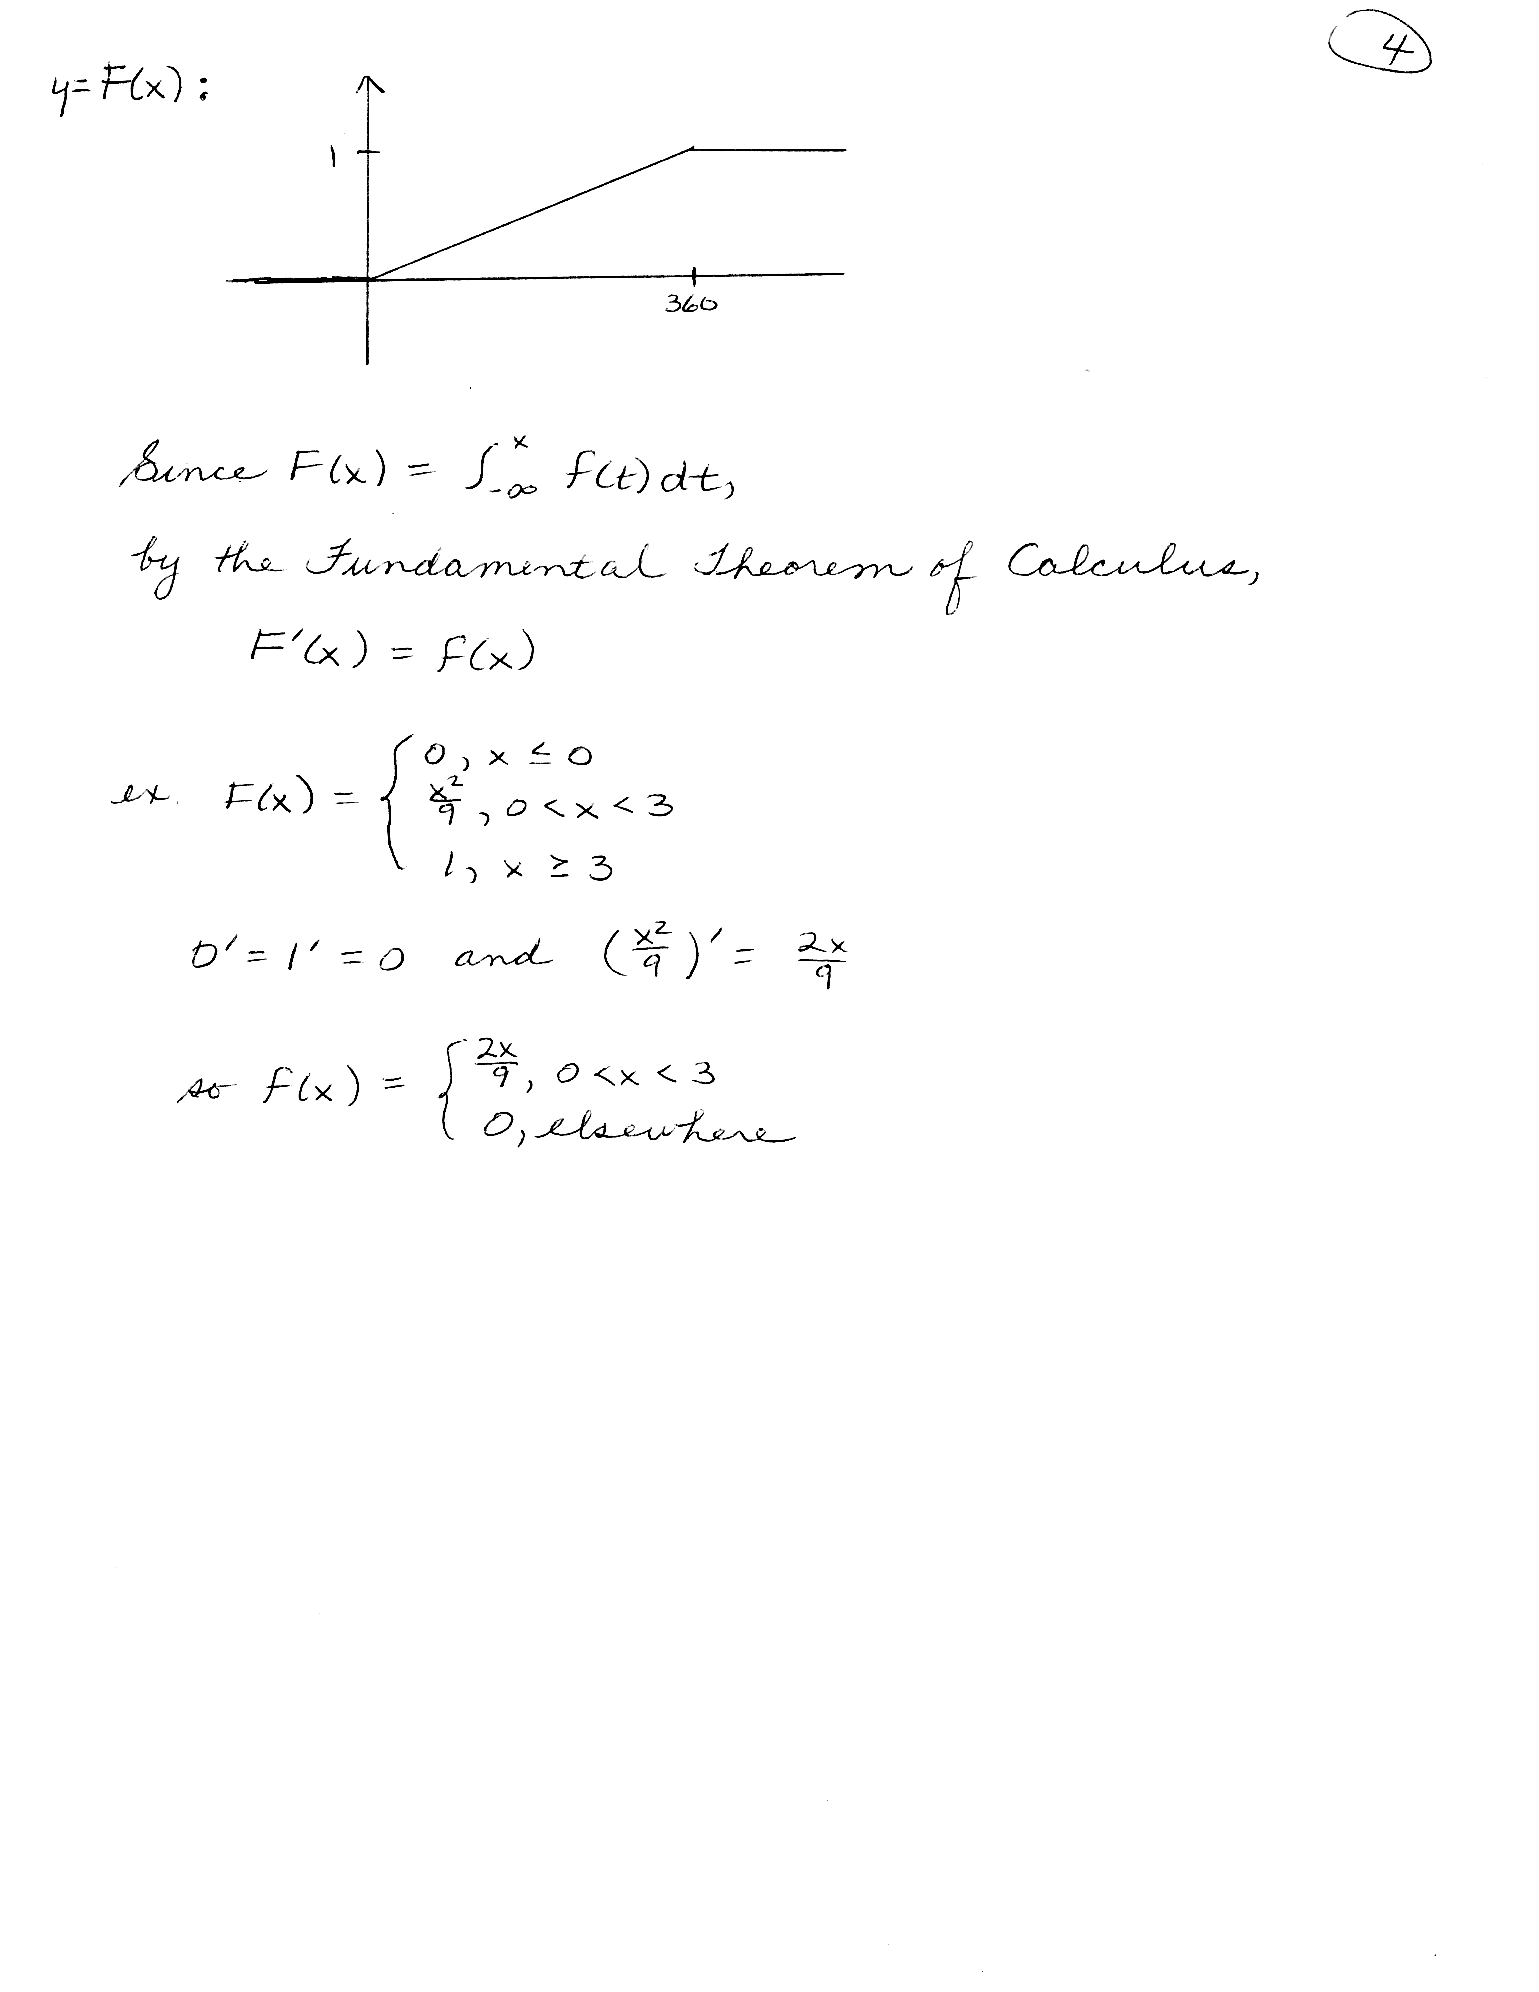 4
y = F(x) :
1
360
Since F(x) = ∫_{-∞}^{x} f(t) dt,
by the Fundamental Theorem of Calculus,
F'(x) = f(x)
ex. F(x) = { 0, x ≤ 0
x²/9, 0 < x < 3
1, x ≥ 3
0' = 1' = 0 and (x²/9)' = 2x/9
so f(x) = { 2x/9, 0 < x < 3
0, elsewhere